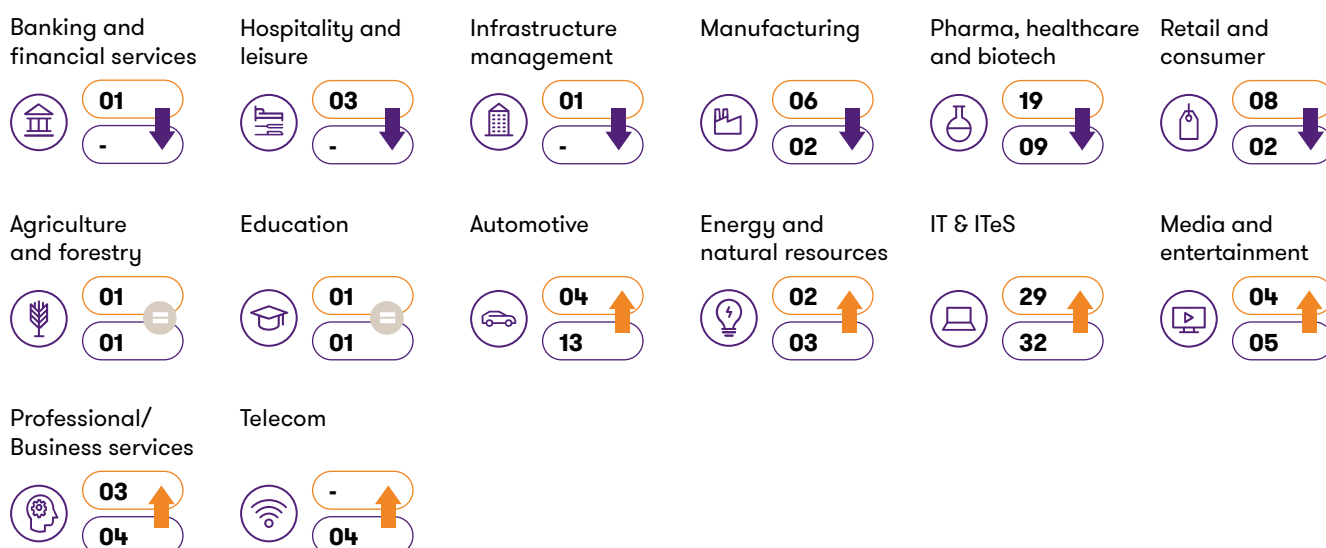 Banking and
financial services
01
-
Hospitality and
leisure
03
-
Infrastructure
management
01
-
Manufacturing
06
02
Pharma, healthcare
and biotech
19
09
Retail and
consumer
08
02
Agriculture
and forestry
01
01
Education
01
01
Automotive
04
13
Energy and
natural resources
02
03
IT & ITeS
29
32
Media and
entertainment
04
05
Professional/
Business services
03
04
Telecom
-
04